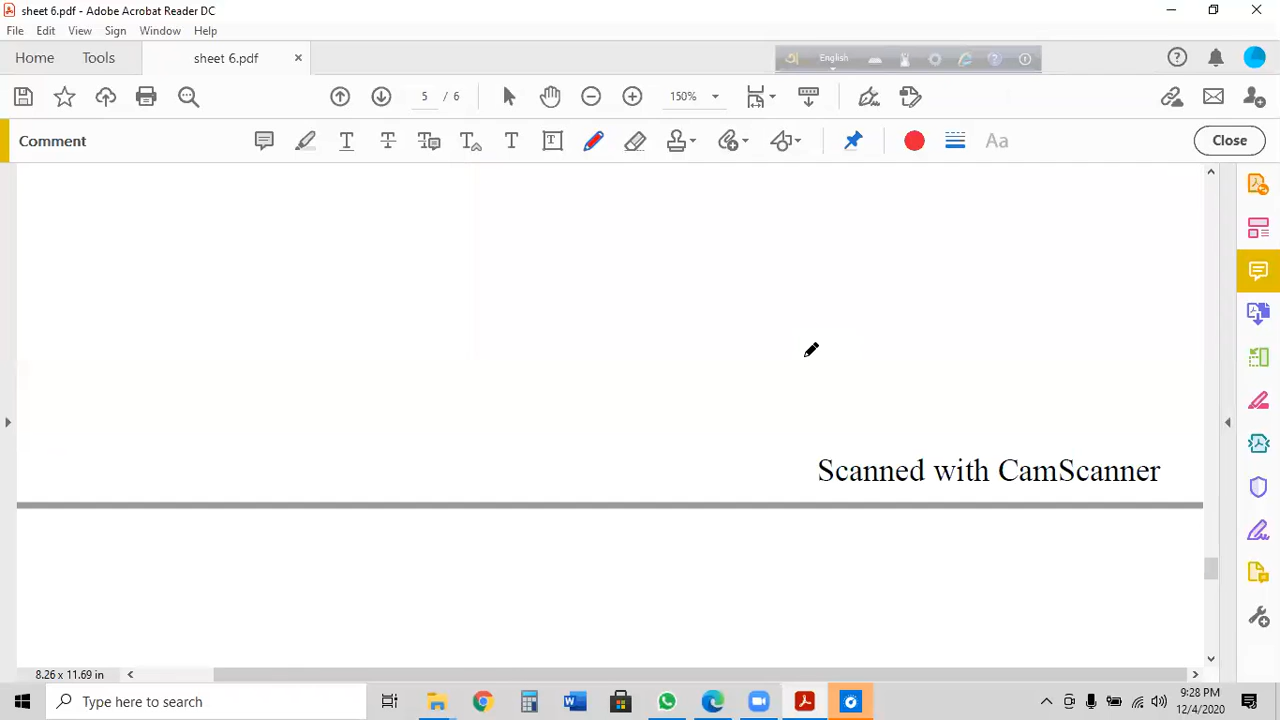 sheet 6.pdf - Adobe Acrobat Reader DC
File Edit View Sign Window Help
Home Tools sheet 6.pdf
English
5 / 6 150%
Comment Aa Close
Scanned with CamScanner
8.26 x 11.69 in
Type here to search
9:28 PM
12/4/2020